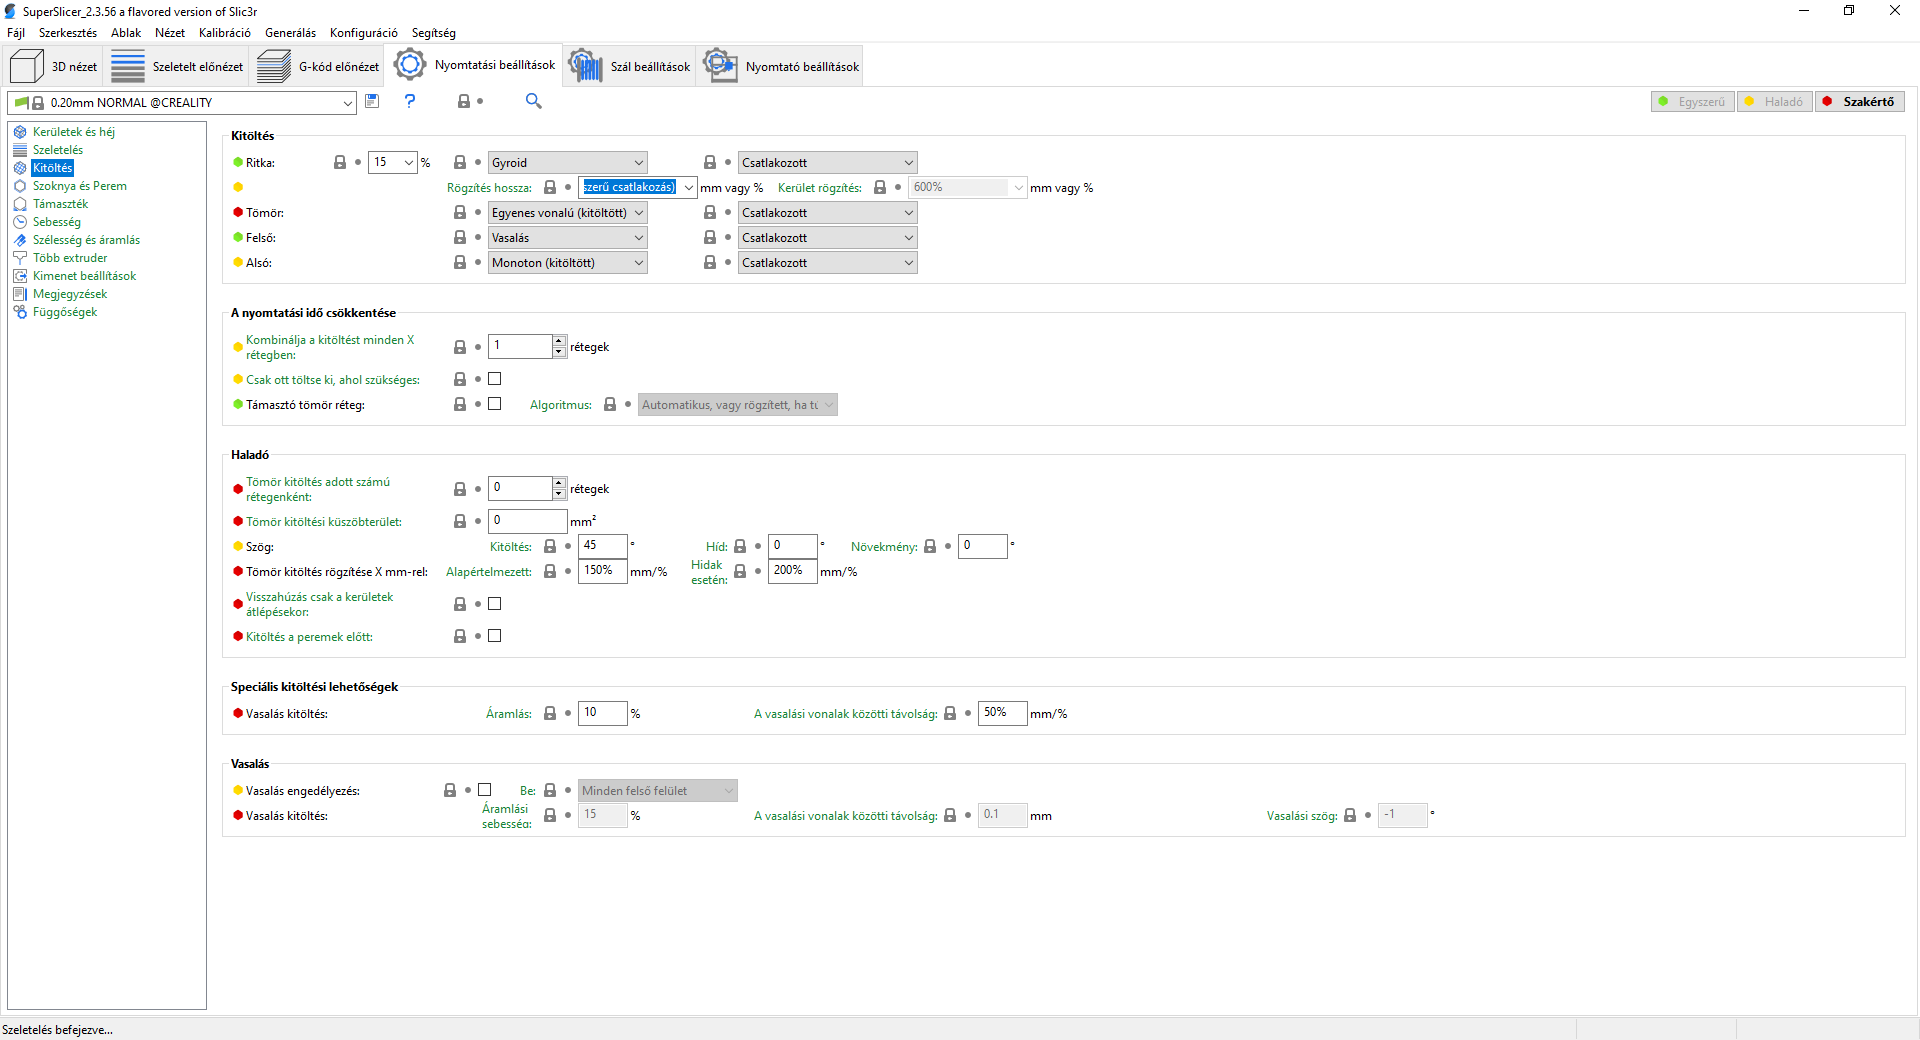 SuperSlicer_2.3.56 a flavored version of Slic3r
Fájl Szerkesztés Ablak Nézet Kalibráció Generálás Konfiguráció Segítség
3D nézet Szeletelt előnézet G-kód előnézet Nyomtatási beállítások Szál beállítások Nyomtató beállítások
0.20mm NORMAL @CREALITY ? Egyszerű Haladó Szakértő
Kerületek és héj
Szeletelés
Kitöltés
Szoknya és Perem
Támaszték
Sebesség
Szélesség és áramlás
Több extruder
Kimenet beállítások
Megjegyzések
Függőségek
Kitöltés
Ritka: 15 % Gyroid Csatlakozott
Rögzítés hossza: szerű csatlakozás) mm vagy % Kerület rögzítés: 600% mm vagy %
Tömör: Egyenes vonalú (kitöltött) Csatlakozott
Felső: Vasalás Csatlakozott
Alsó: Monoton (kitöltött) Csatlakozott
A nyomtatási idő csökkentése
Kombinálja a kitöltést minden X
rétegben: 1 rétegek
Csak ott töltse ki, ahol szükséges:
Támasztó tömör réteg: Algoritmus: Automatikus, vagy rögzített, ha tú
Haladó
Tömör kitöltés adott számú
rétegenként: 0 rétegek
Tömör kitöltési küszöbterület: 0 mm²
Szög: Kitöltés: 45 ° Híd: 0 ° Növekmény: 0 °
Tömör kitöltés rögzítése X mm-rel: Alapértelmezett: 150% mm/% Hidak
esetén: 200% mm/%
Visszahúzás csak a kerületek
átlépésekor:
Kitöltés a peremek előtt:
Speciális kitöltési lehetőségek
Vasalás kitöltés: Áramlás: 10 % A vasalási vonalak közötti távolság: 50% mm/%
Vasalás
Vasalás engedélyezés: Be: Minden felső felület
Vasalás kitöltés: Áramlási
sebesség: 15 % A vasalási vonalak közötti távolság: 0.1 mm Vasalási szög: -1 °
Szeletelés befejezve...